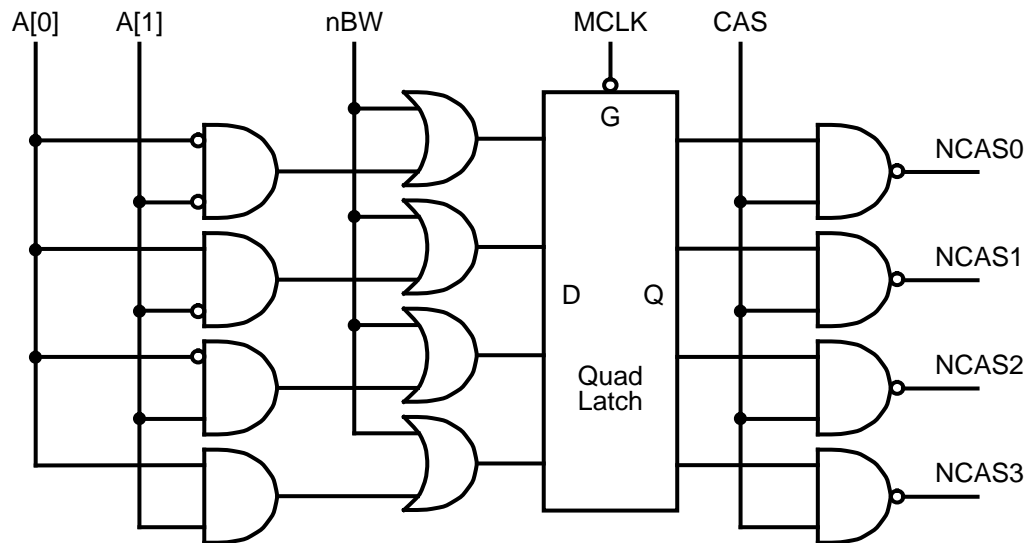 A[0] A[1] nBW MCLK CAS
G
NCAS0
NCAS1
D Q
NCAS2
Quad
Latch
NCAS3